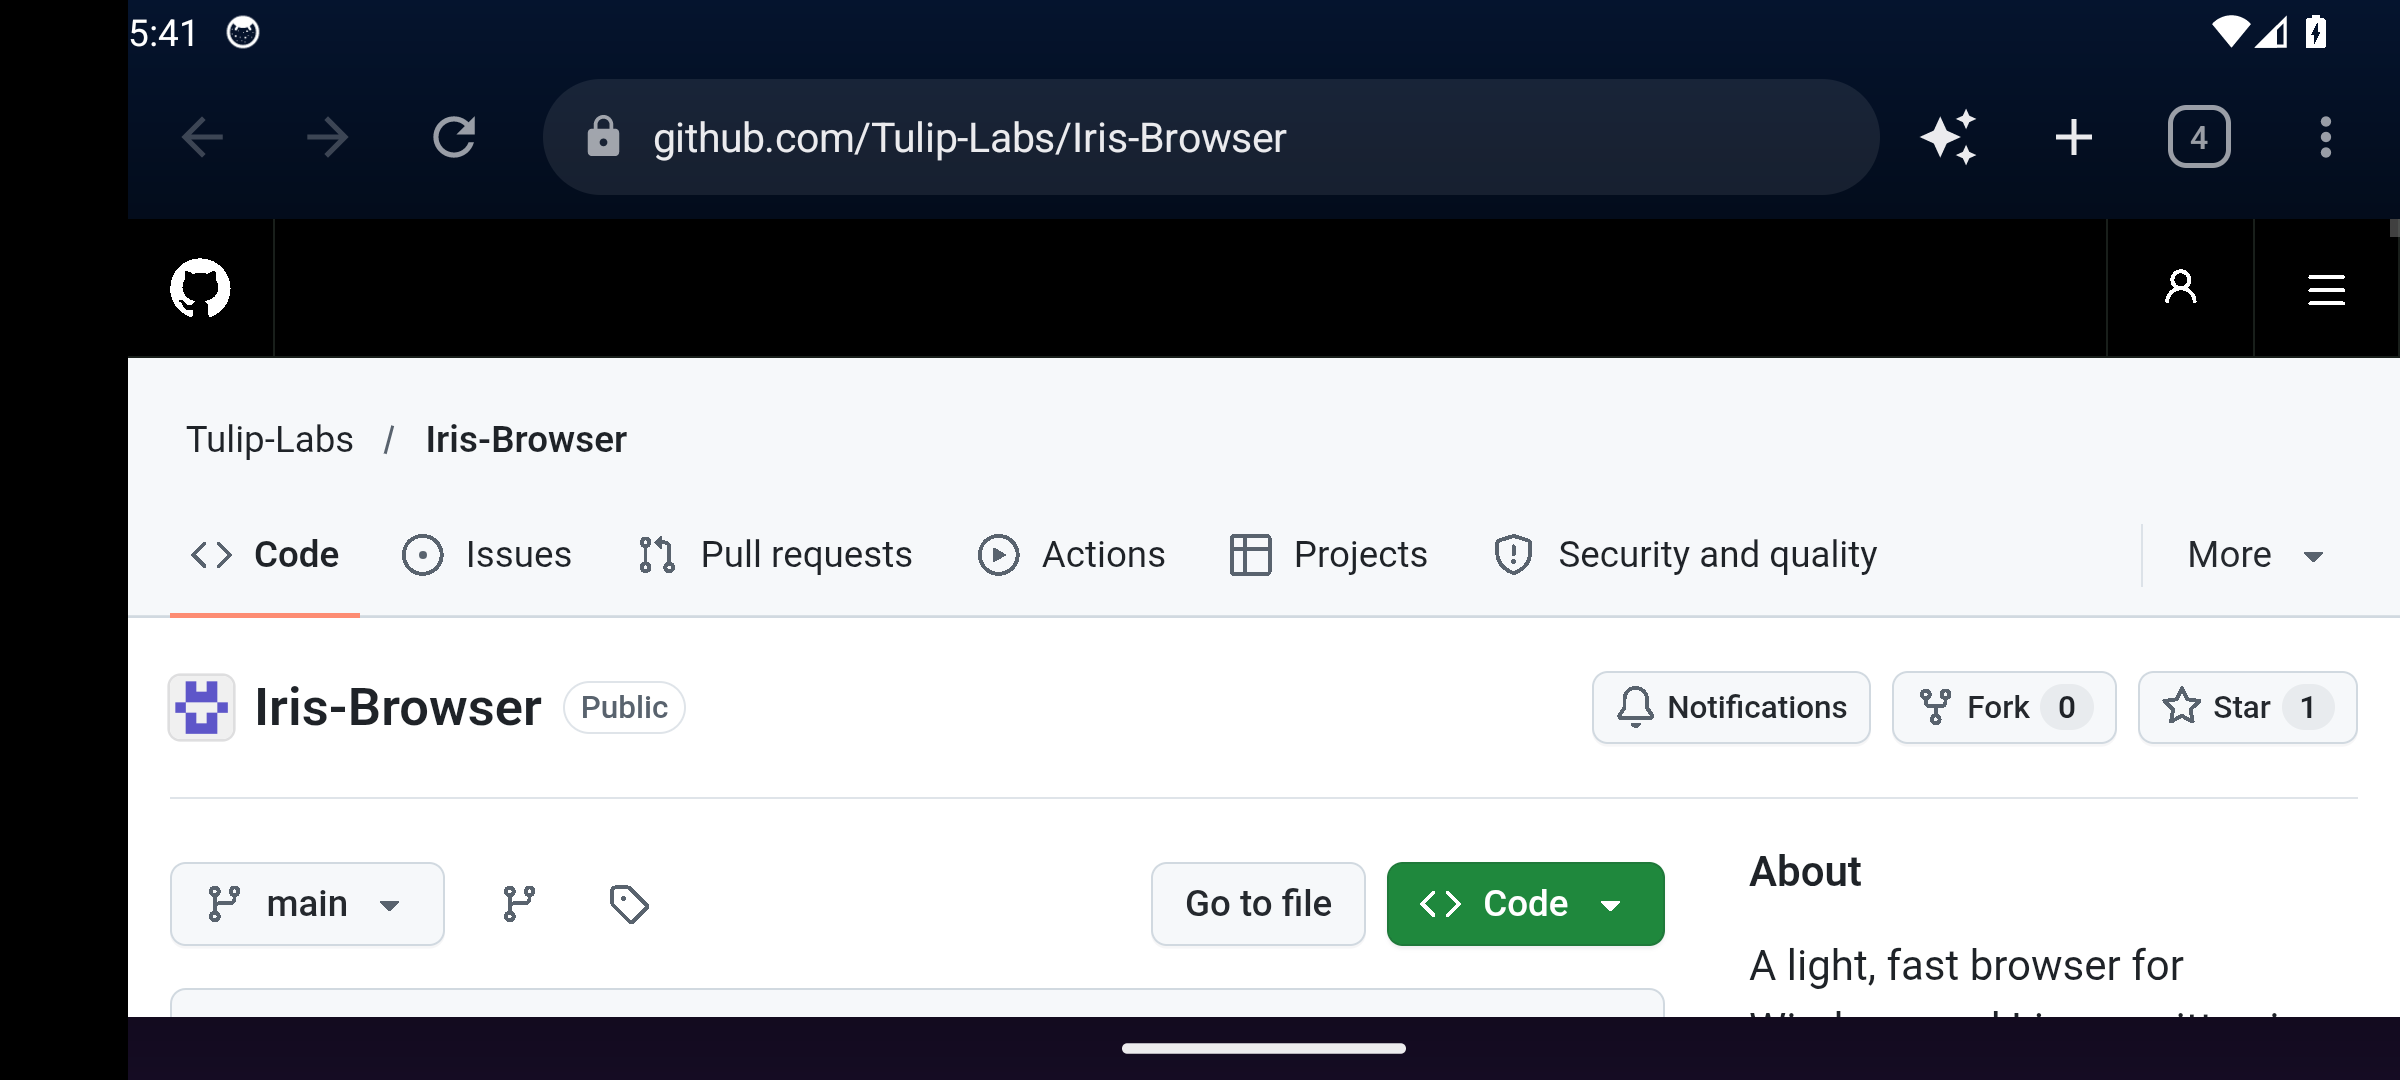 5:41
github.com/Tulip-Labs/Iris-Browser
4
Tulip-Labs / Iris-Browser
Code Issues Pull requests Actions Projects Security and quality More
Iris-Browser Public Notifications Fork 0 Star 1
main Go to file Code
About
A light, fast browser for